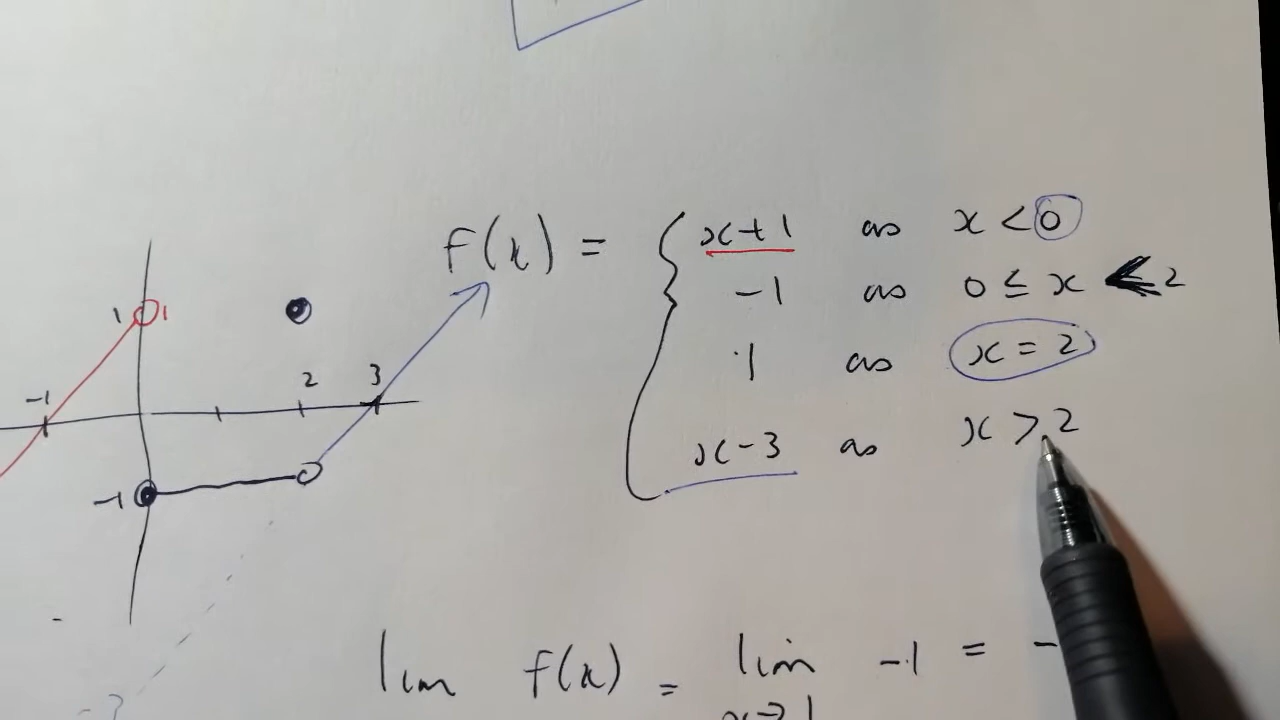 f(x) = { x+1 as x < 0
-1 as 0 ≤ x < 2
1 as x = 2
x-3 as x > 2
1 1
-1 2 3
-1
lim f(x) = lim -1 = -
x→1
-3